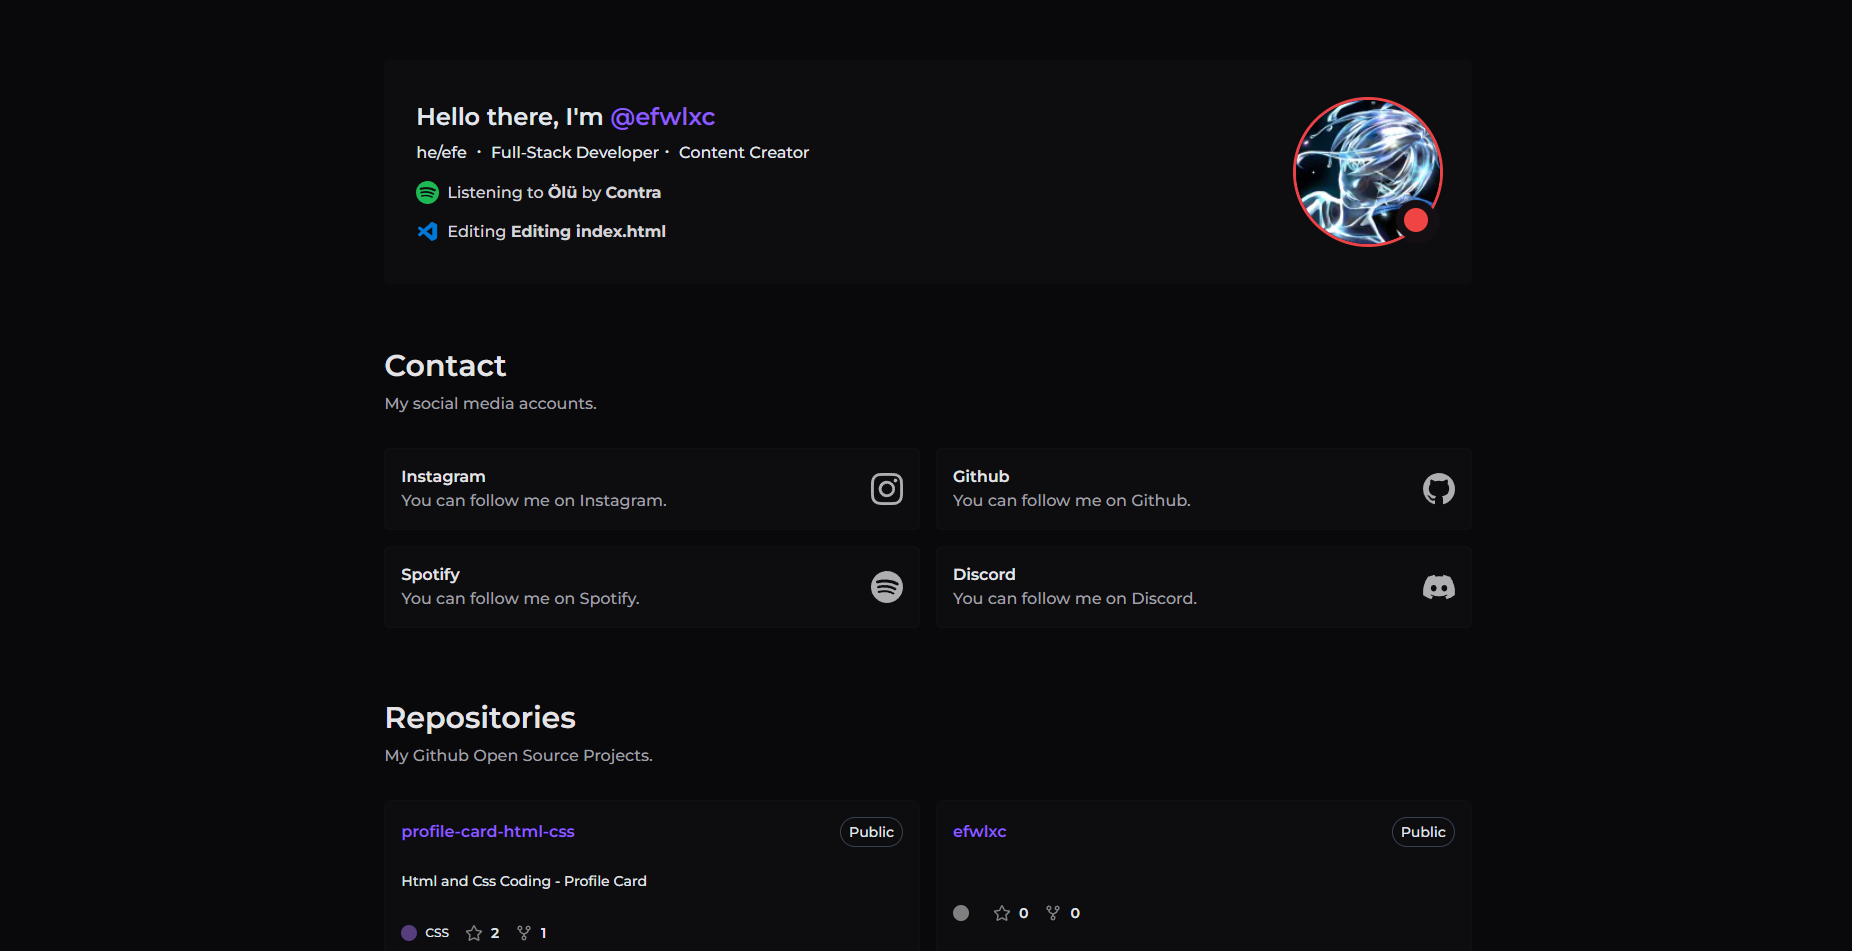 Hello there, I'm @efwlxc
he/efe · Full-Stack Developer · Content Creator
Listening to Ölü by Contra
Editing Editing index.html
Contact
My social media accounts.
Instagram
You can follow me on Instagram.
Github
You can follow me on Github.
Spotify
You can follow me on Spotify.
Discord
You can follow me on Discord.
Repositories
My Github Open Source Projects.
profile-card-html-css
Public
Html and Css Coding - Profile Card
CSS 2 1
efwlxc
Public
0 0